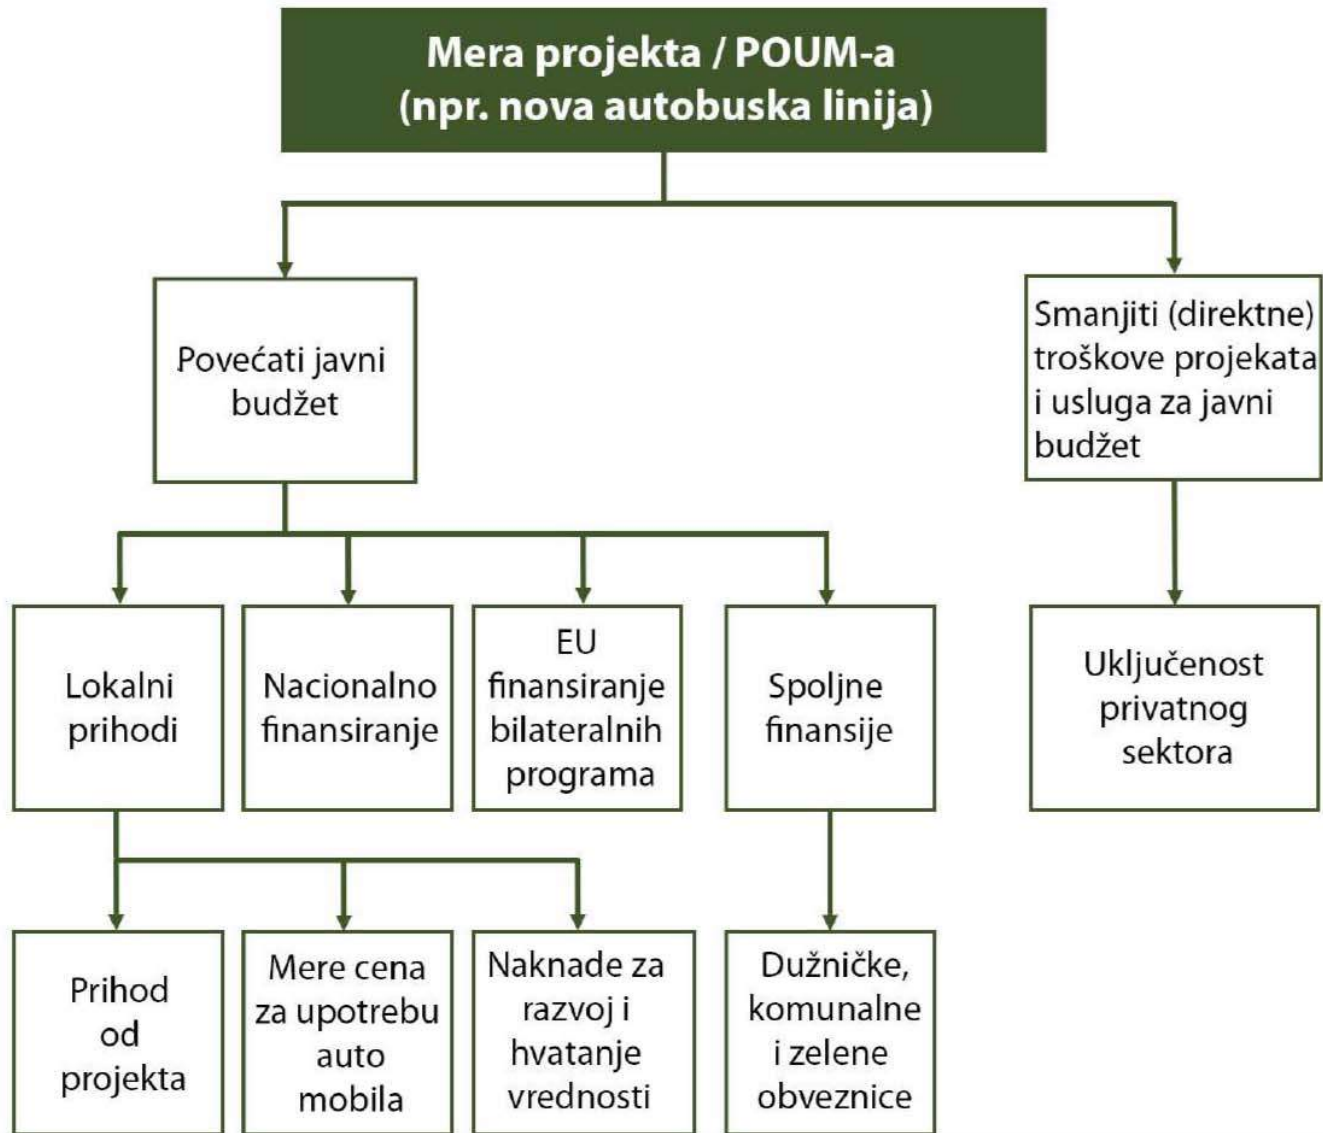 Mera projekta / POUM-a
(npr. nova autobuska linija)
Povećati javni
budžet
Smanjiti (direktne)
troškove projekata
i usluga za javni
budžet
Lokalni
prihodi
Nacionalno
finansiranje
EU
finansiranje
bilateralnih
programa
Spoljne
finansije
Uključenost
privatnog
sektora
Prihod
od
projekta
Mere cena
za upotrebu
auto
mobila
Naknade za
razvoj i
hvatanje
vrednosti
Dužničke,
komunalne
i zelene
obveznice